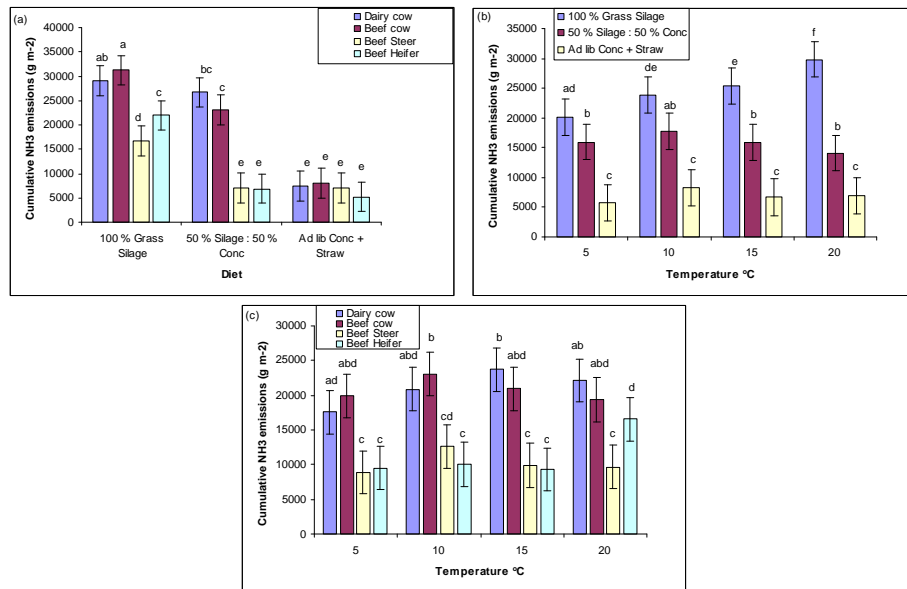 (a)
Dairy cow
Beef cow
Beef Steer
Beef Heifer
Cumulative NH3 emissions (g m-2)
35000
30000
25000
20000
15000
10000
5000
0
ab
a
d
c
bc
c
e
e
e
e
e
e
100 % Grass Silage
50 % Silage : 50 % Conc
Ad lib Conc + Straw
Diet
(b)
100 % Grass Silage
50 % Silage : 50 % Conc
Ad lib Conc + Straw
Cumulative NH3 emissions (g m-2)
35000
30000
25000
20000
15000
10000
5000
0
ad
b
c
de
ab
c
e
b
c
f
b
c
5
10
15
20
Temperature ºC
(c)
Dairy cow
Beef cow
Beef Steer
Beef Heifer
Cumulative NH3 emissions (g m-2)
30000
25000
20000
15000
10000
5000
0
ad
abd
c
c
abd
b
cd
c
b
abd
c
c
ab
abd
c
d
5
10
15
20
Temperature ºC